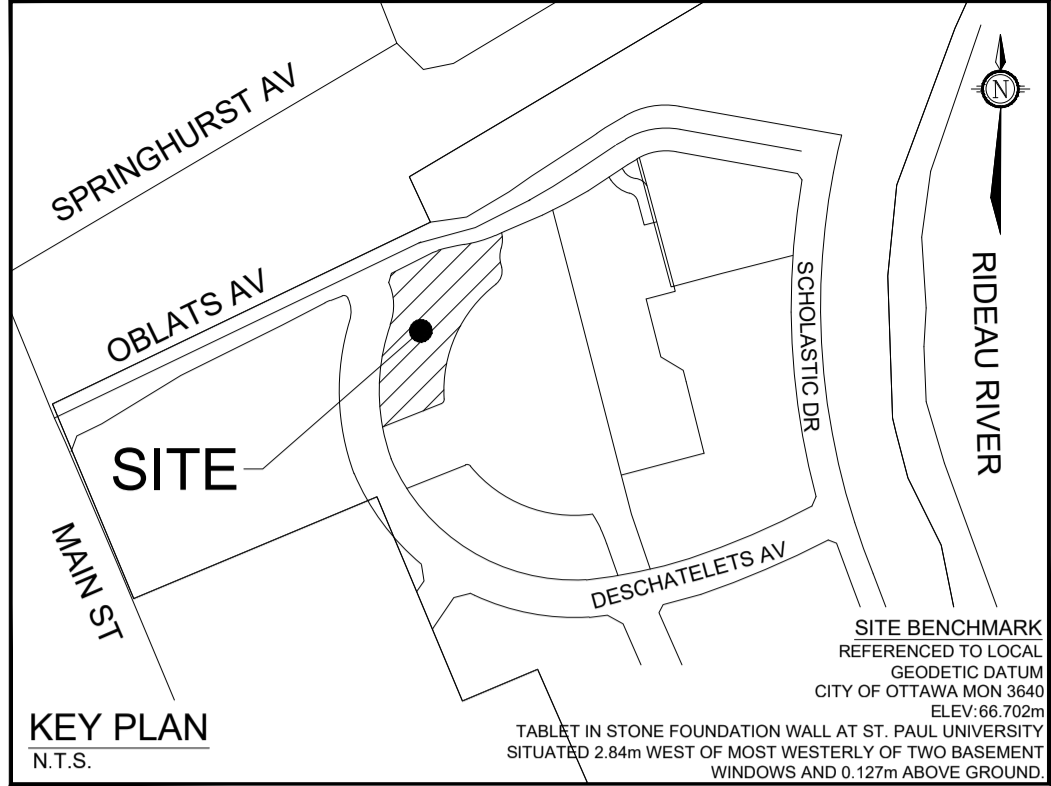 SPRINGHURST AV
N
OBLATS AV
SCHOLASTIC DR
RIDEAU RIVER
SITE
MAIN ST
DESCHATELETS AV
SITE BENCHMARK
REFERENCED TO LOCAL
GEODETIC DATUM
CITY OF OTTAWA MON 3640
ELEV:66.702m
TABLET IN STONE FOUNDATION WALL AT ST. PAUL UNIVERSITY
SITUATED 2.84m WEST OF MOST WESTERLY OF TWO BASEMENT
WINDOWS AND 0.127m ABOVE GROUND.
KEY PLAN
N.T.S.